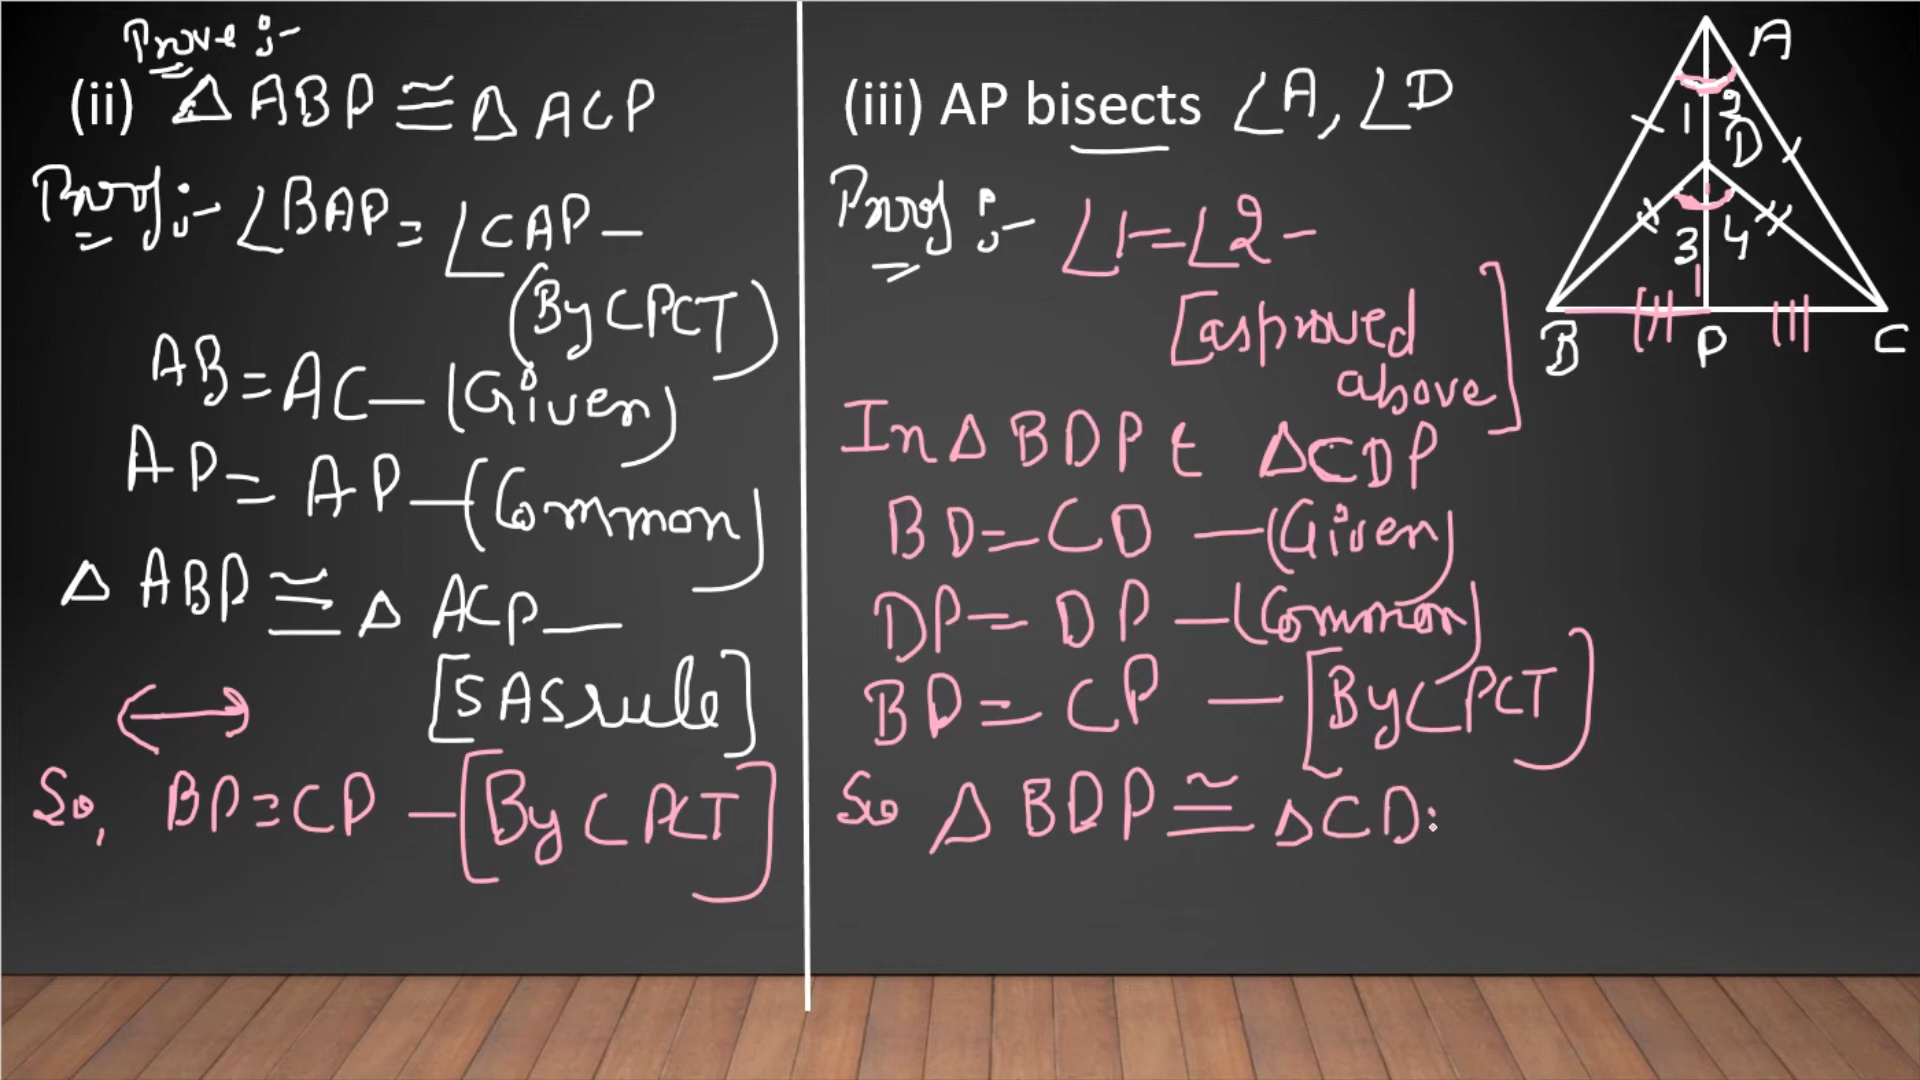 Prove :-
(ii) △ ABP ≅ △ ACP
Proof :- ∠BAP = ∠CAP –
(By CPCT)
AB = AC – (Given)
AP = AP – (Common)
△ ABP ≅ △ ACP –
[SAS rule]
So, BP = CP – [By CPCT]
(iii) AP bisects ∠A, ∠D
Proof :- ∠1 = ∠2 –
[as proved
above]
In △ BDP & △ CDP
BD = CD – (Given)
DP = DP – (Common)
BP = CP – [By CPCT]
So △ BDP ≅ △ CD
A
1 2
D
3 4
B P C